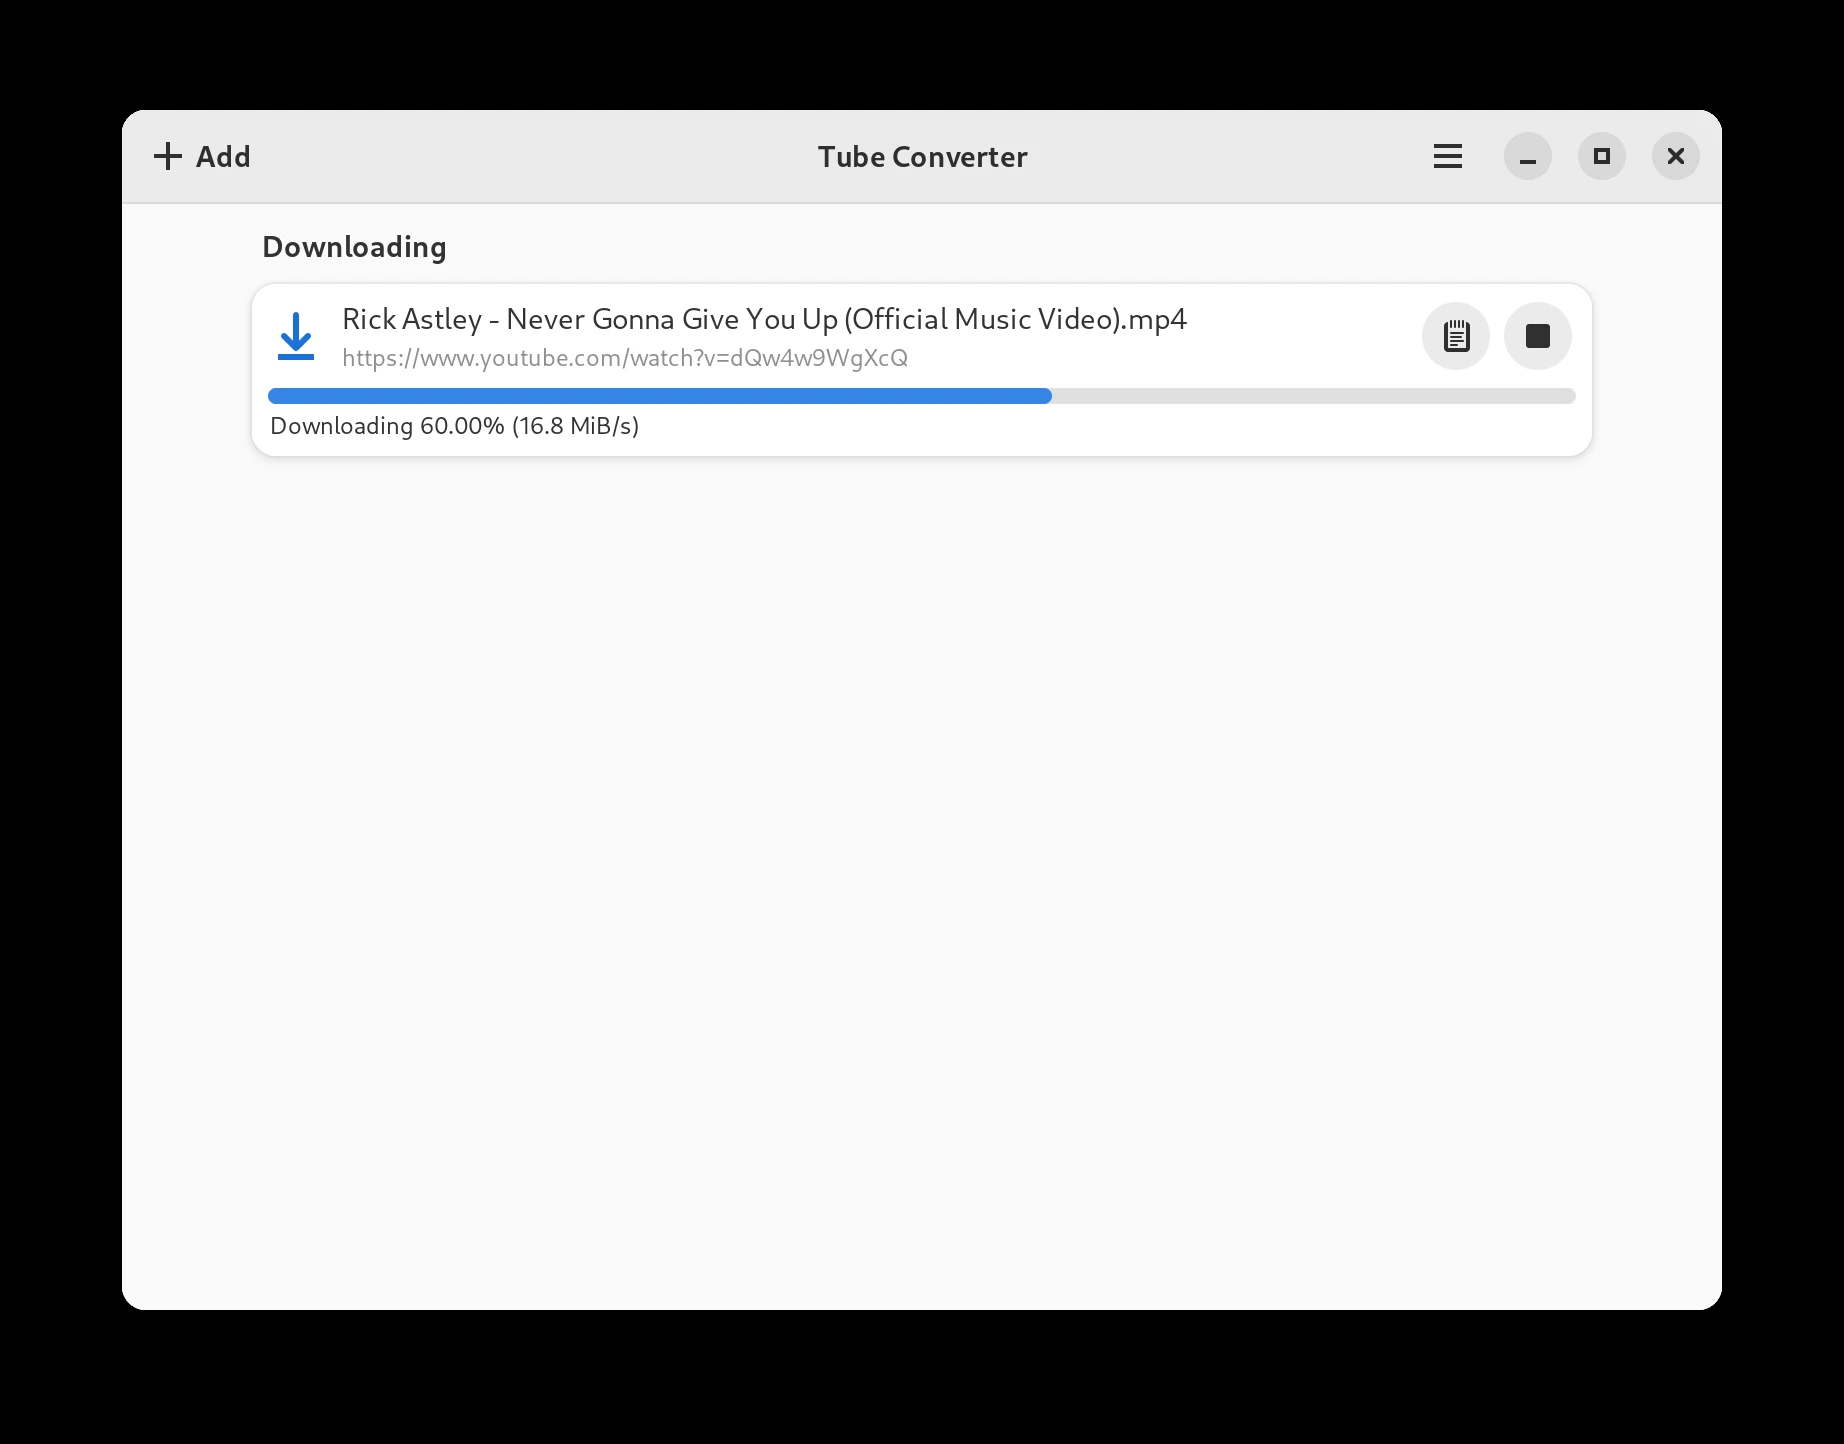 Add
Tube Converter
Downloading
Rick Astley - Never Gonna Give You Up (Official Music Video).mp4
https://www.youtube.com/watch?v=dQw4w9WgXcQ
Downloading 60.00% (16.8 MiB/s)